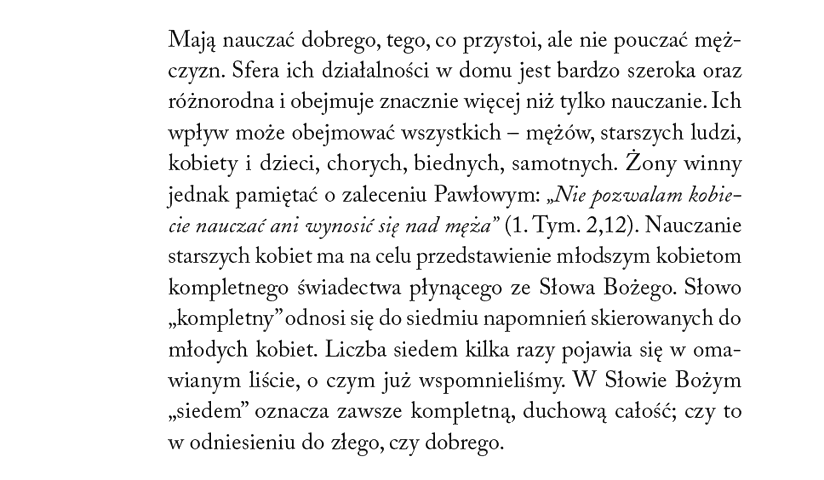 Mają nauczać dobrego, tego, co przystoi, ale nie pouczać męż-
czyzn. Sfera ich działalności w domu jest bardzo szeroka oraz
różnorodna i obejmuje znacznie więcej niż tylko nauczanie. Ich
wpływ może obejmować wszystkich – mężów, starszych ludzi,
kobiety i dzieci, chorych, biednych, samotnych. Żony winny
jednak pamiętać o zaleceniu Pawłowym: „Nie pozwalam kobie-
cie nauczać ani wynosić się nad męża” (1. Tym. 2,12). Nauczanie
starszych kobiet ma na celu przedstawienie młodszym kobietom
kompletnego świadectwa płynącego ze Słowa Bożego. Słowo
„kompletny” odnosi się do siedmiu napomnień skierowanych do
młodych kobiet. Liczba siedem kilka razy pojawia się w oma-
wianym liście, o czym już wspomnieliśmy. W Słowie Bożym
„siedem” oznacza zawsze kompletną, duchową całość; czy to
w odniesieniu do złego, czy dobrego.